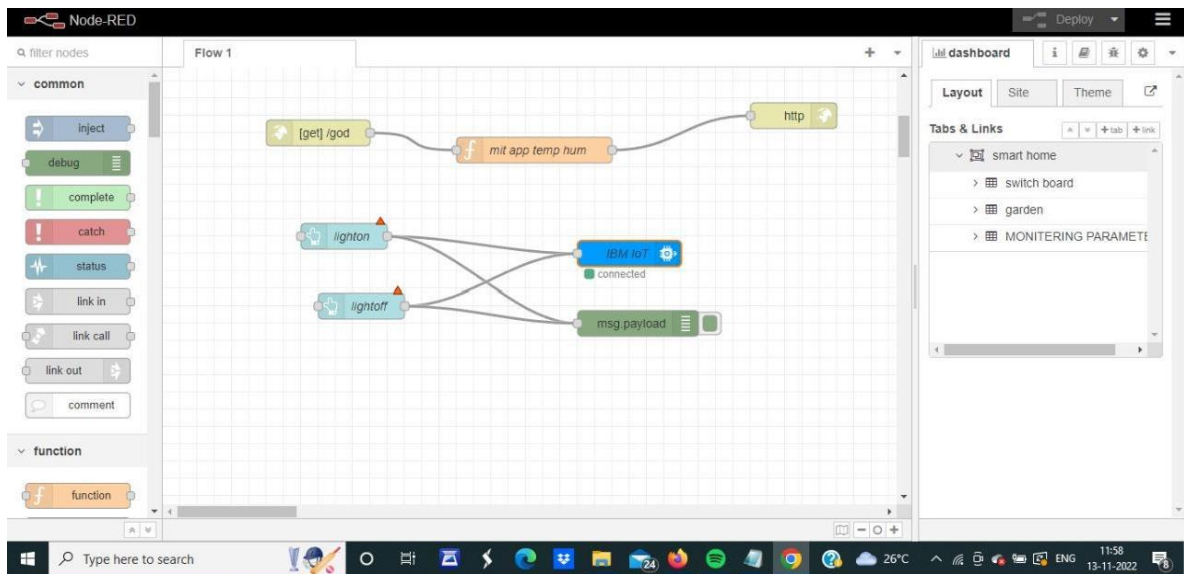 Node-RED
Deploy
filter nodes
Flow 1
dashboard
i
common
inject
debug
complete
catch
status
link in
link call
link out
comment
function
f function
[get] /god
f mit app temp hum
http
lighton
lightoff
IBM IoT
connected
msg.payload
Layout
Site
Theme
Tabs & Links
+ tab
+ link
smart home
switch board
garden
MONITERING PARAMETE
Type here to search
24
26°C
ENG
11:58
13-11-2022
8